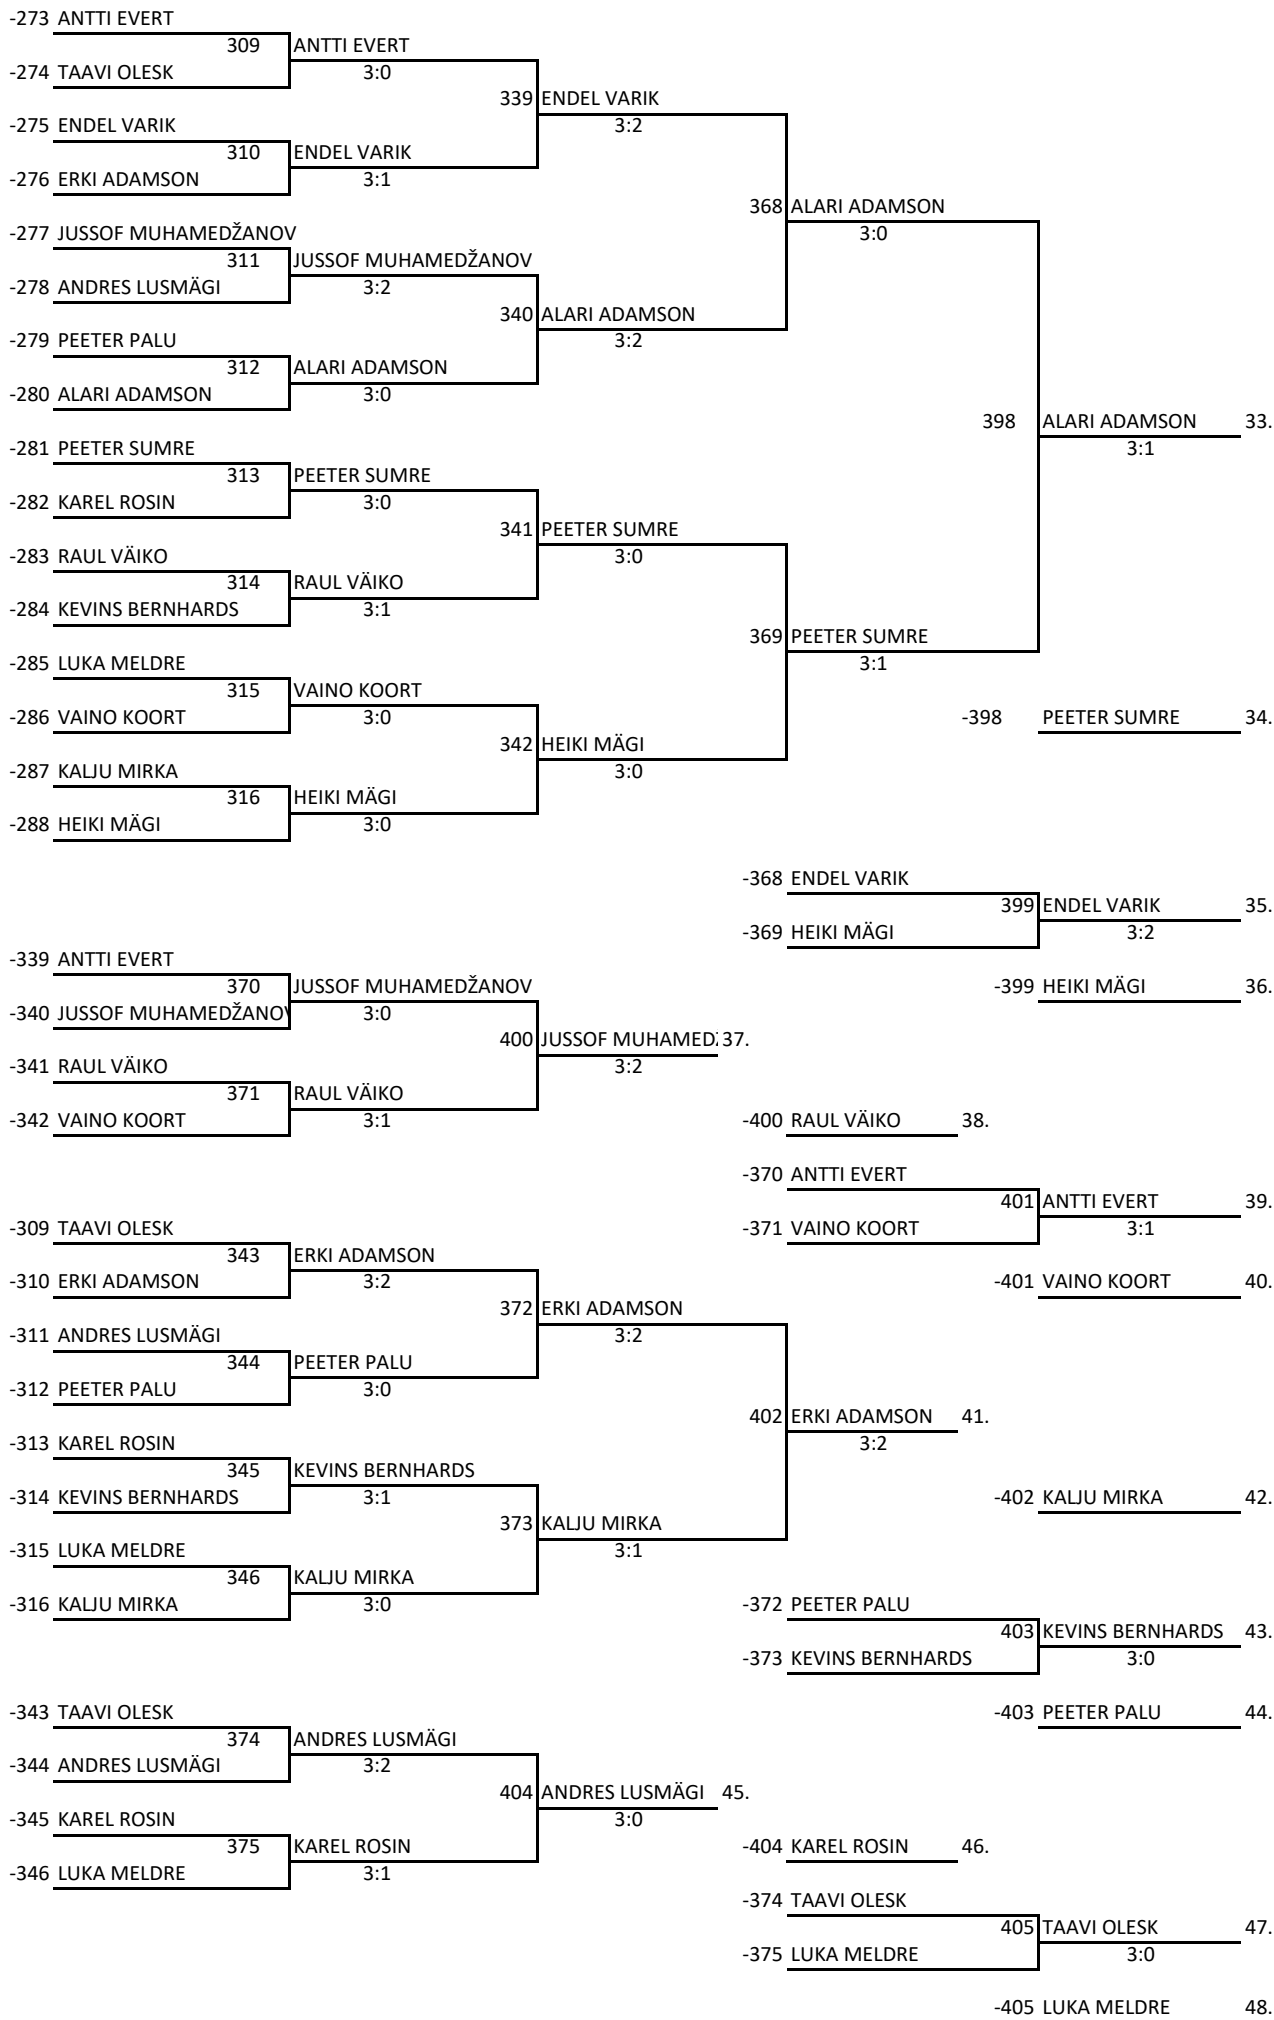 -273 ANTTI EVERT
309 ANTTI EVERT
-274 TAAVI OLESK 3:0
339 ENDEL VARIK
-275 ENDEL VARIK 3:2
310 ENDEL VARIK
-276 ERKI ADAMSON 3:1
368 ALARI ADAMSON
-277 JUSSOF MUHAMEDŽANOV 3:0
311 JUSSOF MUHAMEDŽANOV
-278 ANDRES LUSMÄGI 3:2
340 ALARI ADAMSON
-279 PEETER PALU 3:2
312 ALARI ADAMSON
-280 ALARI ADAMSON 3:0
398 ALARI ADAMSON 33.
-281 PEETER SUMRE 3:1
313 PEETER SUMRE
-282 KAREL ROSIN 3:0
341 PEETER SUMRE
-283 RAUL VÄIKO 3:0
314 RAUL VÄIKO
-284 KEVINS BERNHARDS 3:1
369 PEETER SUMRE
-285 LUKA MELDRE 3:1
315 VAINO KOORT
-286 VAINO KOORT 3:0 -398 PEETER SUMRE 34.
342 HEIKI MÄGI
-287 KALJU MIRKA 3:0
316 HEIKI MÄGI
-288 HEIKI MÄGI 3:0
-368 ENDEL VARIK
399 ENDEL VARIK 35.
-369 HEIKI MÄGI 3:2
-339 ANTTI EVERT
370 JUSSOF MUHAMEDŽANOV -399 HEIKI MÄGI 36.
-340 JUSSOF MUHAMEDŽANOV 3:0
400 JUSSOF MUHAMEDŽ 37.
-341 RAUL VÄIKO 3:2
371 RAUL VÄIKO
-342 VAINO KOORT 3:1 -400 RAUL VÄIKO 38.
-370 ANTTI EVERT
401 ANTTI EVERT 39.
-309 TAAVI OLESK -371 VAINO KOORT 3:1
343 ERKI ADAMSON
-310 ERKI ADAMSON 3:2 -401 VAINO KOORT 40.
372 ERKI ADAMSON
-311 ANDRES LUSMÄGI 3:2
344 PEETER PALU
-312 PEETER PALU 3:0
402 ERKI ADAMSON 41.
-313 KAREL ROSIN 3:2
345 KEVINS BERNHARDS
-314 KEVINS BERNHARDS 3:1 -402 KALJU MIRKA 42.
373 KALJU MIRKA
-315 LUKA MELDRE 3:1
346 KALJU MIRKA
-316 KALJU MIRKA 3:0 -372 PEETER PALU
403 KEVINS BERNHARDS 43.
-373 KEVINS BERNHARDS 3:0
-343 TAAVI OLESK -403 PEETER PALU 44.
374 ANDRES LUSMÄGI
-344 ANDRES LUSMÄGI 3:2
404 ANDRES LUSMÄGI 45.
-345 KAREL ROSIN 3:0
375 KAREL ROSIN -404 KAREL ROSIN 46.
-346 LUKA MELDRE 3:1
-374 TAAVI OLESK
405 TAAVI OLESK 47.
-375 LUKA MELDRE 3:0
-405 LUKA MELDRE 48.